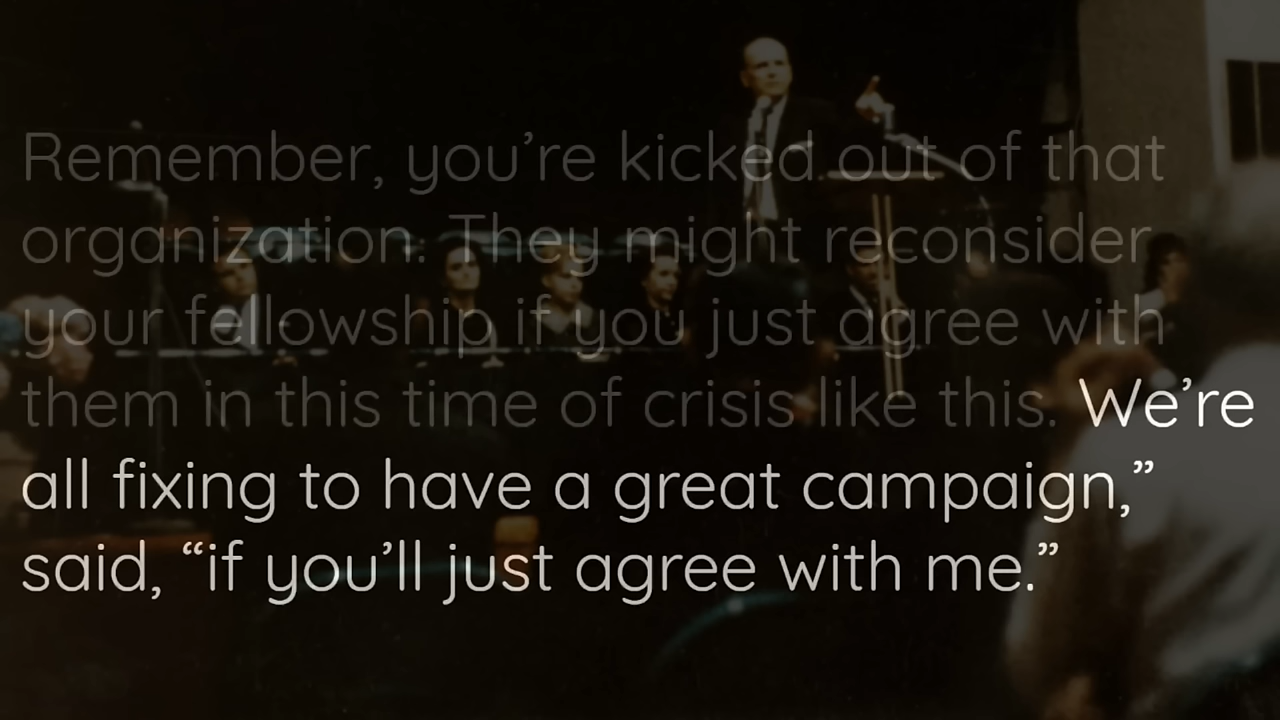 Remember, you’re kicked out of that
organization. They might reconsider
your fellowship if you just agree with
them in this time of crisis like this. We’re
all fixing to have a great campaign,”
said, “if you’ll just agree with me.”